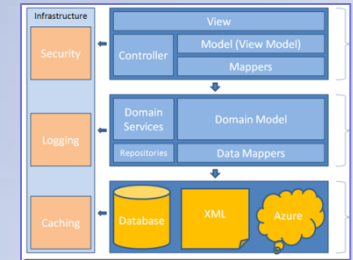 Infrastructure
Security
Logging
Caching
View
Controller
Model (View Model)
Mappers
Domain
Services
Domain Model
Repositories
Data Mappers
Database
XML
Azure